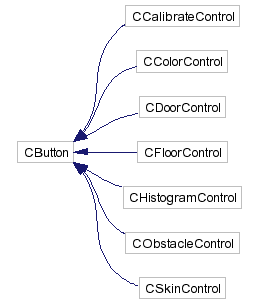 CCalibrateControl
CColorControl
CDoorControl
CButton
CFloorControl
CHistogramControl
CObstacleControl
CSkinControl